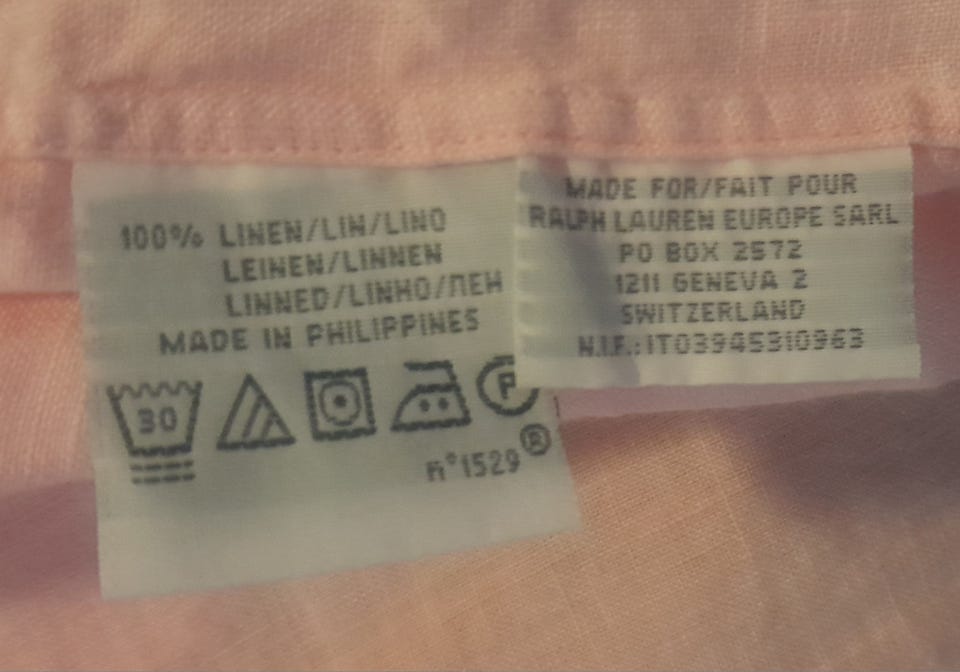 100% LINEN/LIN/LINO
LEINEN/LINNEN
LINNED/LINHO/ЛЕН
MADE IN PHILIPPINES
30
P
®
n°1529
MADE FOR/FAIT POUR
RALPH LAUREN EUROPE SARL
PO BOX 2572
1211 GENEVA 2
SWITZERLAND
N.I.F.:IT03945310963